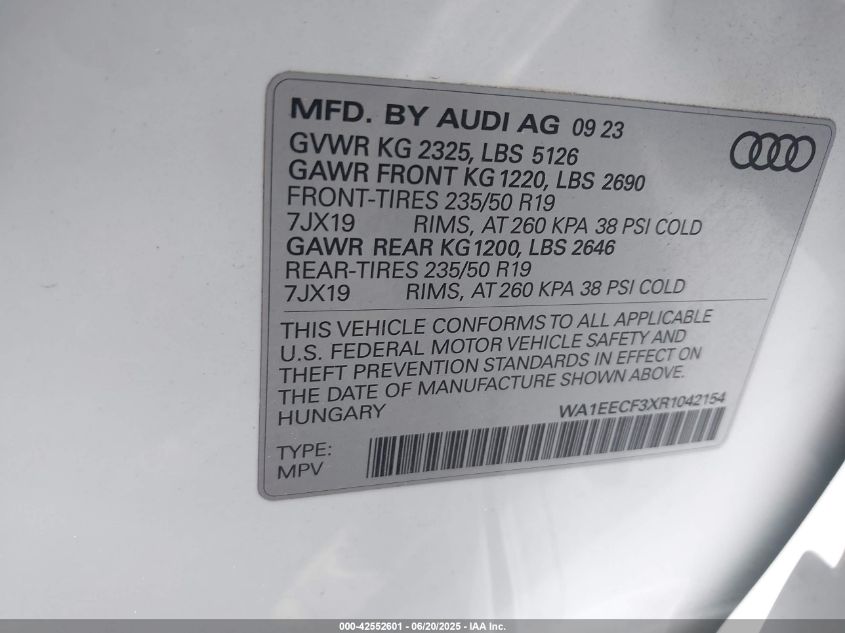 MFD. BY AUDI AG 09 23
GVWR KG 2325, LBS 5126
GAWR FRONT KG 1220, LBS 2690
FRONT-TIRES 235/50 R19
7JX19 RIMS, AT 260 KPA 38 PSI COLD
GAWR REAR KG 1200, LBS 2646
REAR-TIRES 235/50 R19
7JX19 RIMS, AT 260 KPA 38 PSI COLD
THIS VEHICLE CONFORMS TO ALL APPLICABLE
U.S. FEDERAL MOTOR VEHICLE SAFETY AND
THEFT PREVENTION STANDARDS IN EFFECT ON
THE DATE OF MANUFACTURE SHOWN ABOVE.
HUNGARY WA1EECF3XR1042154
TYPE:
MPV
000-42552601 - 06/20/2025 - IAA Inc.